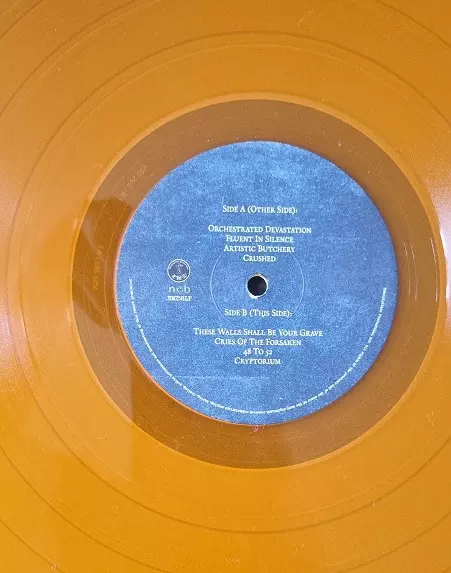 SIDE A (OTHER SIDE):
ORCHESTRATED DEVASTATION
FLUENT IN SILENCE
ARTISTIC BUTCHERY
CRUSHED
ncb
SIDE B (THIS SIDE):
THESE WALLS SHALL BE YOUR GRAVE
CRIES OF THE FORSAKEN
48 TO 52
CRYPTORIUM